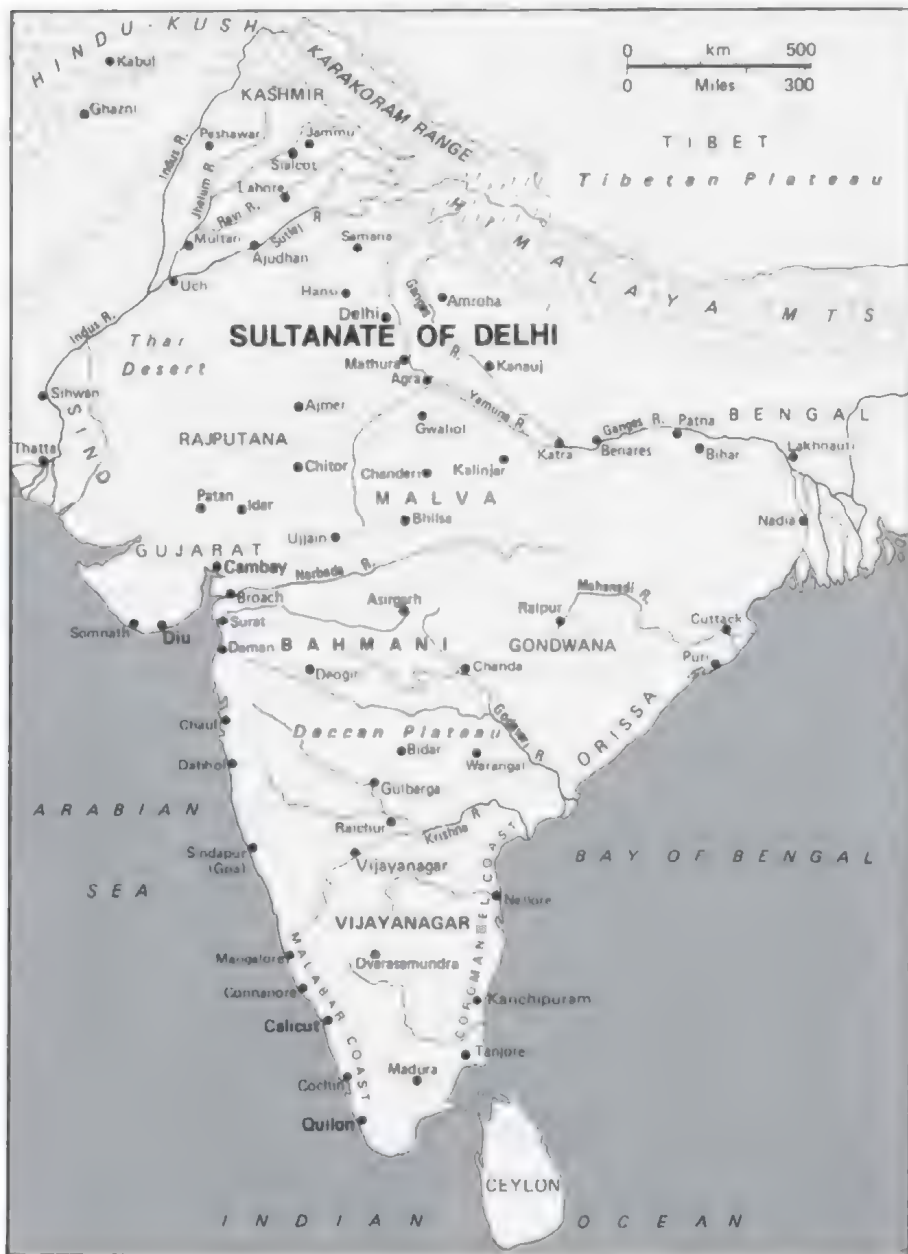 HINDU-KUSH
Kabul
Ghazni
KASHMIR
KARAKORAM RANGE
0 km 500
0 Miles 300
TIBET
Tibetan Plateau
Peshawar
Jammu
Sialcot
Indus R.
Jhelum R
Lahore
Ravi R.
Sutlej R
Multan
Ajudhan
Samana
Uch
HIMALAYA MTS
Hansi
Ganges R.
Amroha
Delhi
SULTANATE OF DELHI
Indus R.
Thar
Desert
Mathura
Kanauj
Agra
Sihwan
SIND
Ajmer
Yamuna R.
Gwaliol
BENGAL
RAJPUTANA
Ganges R.
Patna
Thatta
Katra
Benares
Bihar
Lakhnauti
Chitor
Chanderi
Kalinjar
MALVA
Patan
Idar
Bhilsa
Nadia
Ujjain
GUJARAT
Cambay
Narbada R.
Broach
Asirgarh
Mahanadi R.
Raipur
Somnath
Diu
Surat
Cuttack
Daman
BAHMANI
GONDWANA
Deogir
Chanda
Puri
Godavari R
ORISSA
Chaul
Deccan Plateau
Bidar
Warangal
Dabhol
Gulberga
ARABIAN
SEA
Raichur
Krishna R
Sindapur
(Goa)
Vijayanagar
BAY OF BENGAL
COROMANDEL COAST
Nellore
VIJAYANAGAR
Mangalore
Dvarasamundra
MALABAR COAST
Cannanore
Kanchipuram
Calicut
Tanjore
Cochin
Madura
Quilon
CEYLON
INDIAN OCEAN